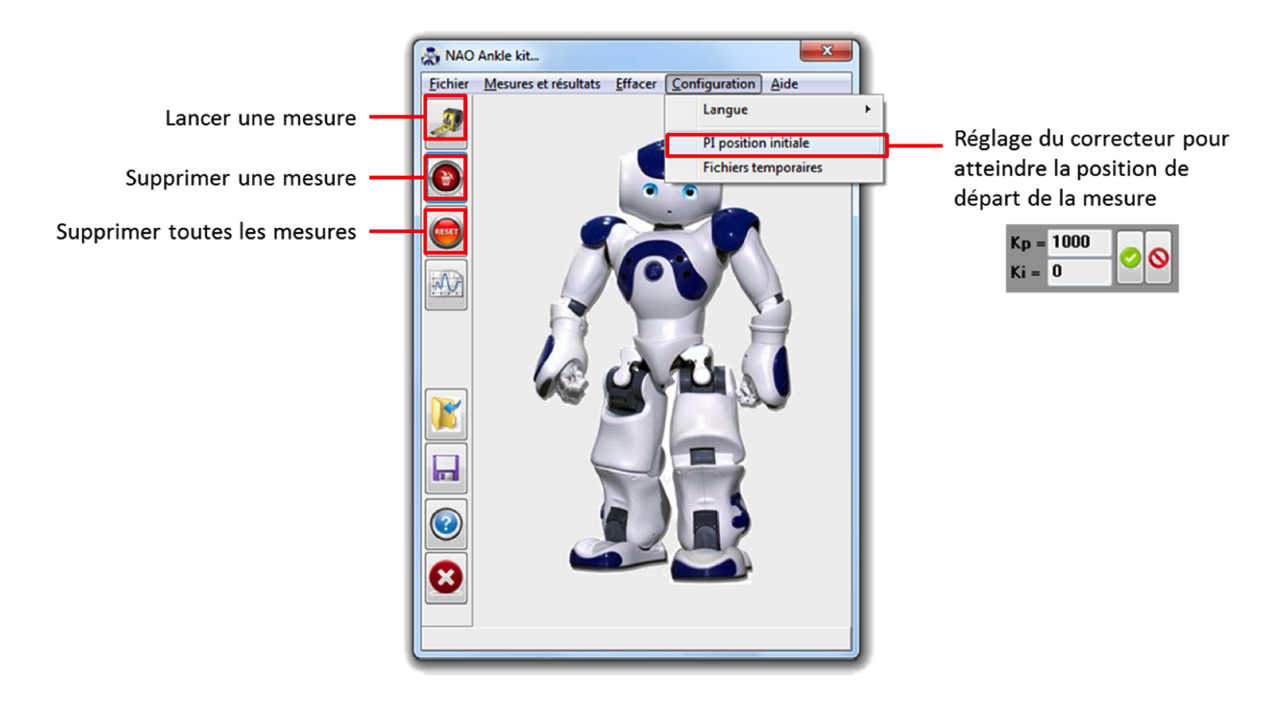 NAO Ankle kit...
Fichier Mesures et résultats Effacer Configuration Aide
Langue
PI position initiale
Fichiers temporaires
Lancer une mesure
Supprimer une mesure
Supprimer toutes les mesures
RESET
Réglage du correcteur pour
atteindre la position de
départ de la mesure
Kp = 1000
Ki = 0